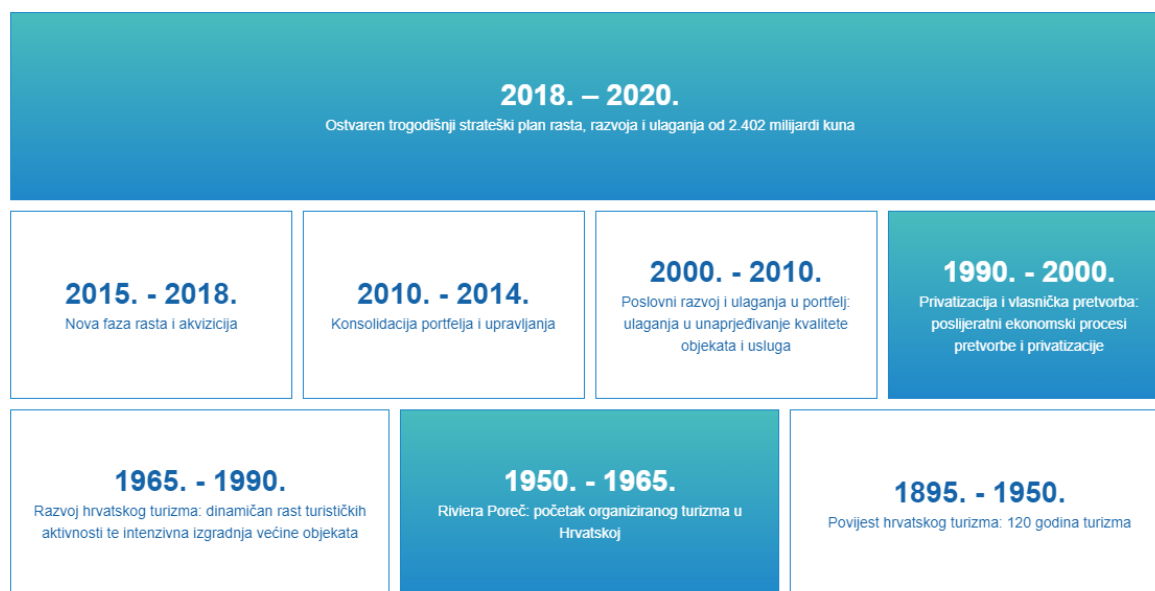 2018. – 2020.
Ostvaren trogodišnji strateški plan rasta, razvoja i ulaganja od 2.402 milijardi kuna
2015. - 2018.
Nova faza rasta i akvizicija
2010. - 2014.
Konsolidacija portfelja i upravljanja
2000. - 2010.
Poslovni razvoj i ulaganja u portfelj:
ulaganja u unaprjeđivanje kvalitete
objekata i usluga
1990. - 2000.
Privatizacija i vlasnička pretvorba:
poslijeratni ekonomski procesi
pretvorbe i privatizacije
1965. - 1990.
Razvoj hrvatskog turizma: dinamičan rast turističkih
aktivnosti te intenzivna izgradnja većine objekata
1950. - 1965.
Riviera Poreč: početak organiziranog turizma u
Hrvatskoj
1895. - 1950.
Povijest hrvatskog turizma: 120 godina turizma